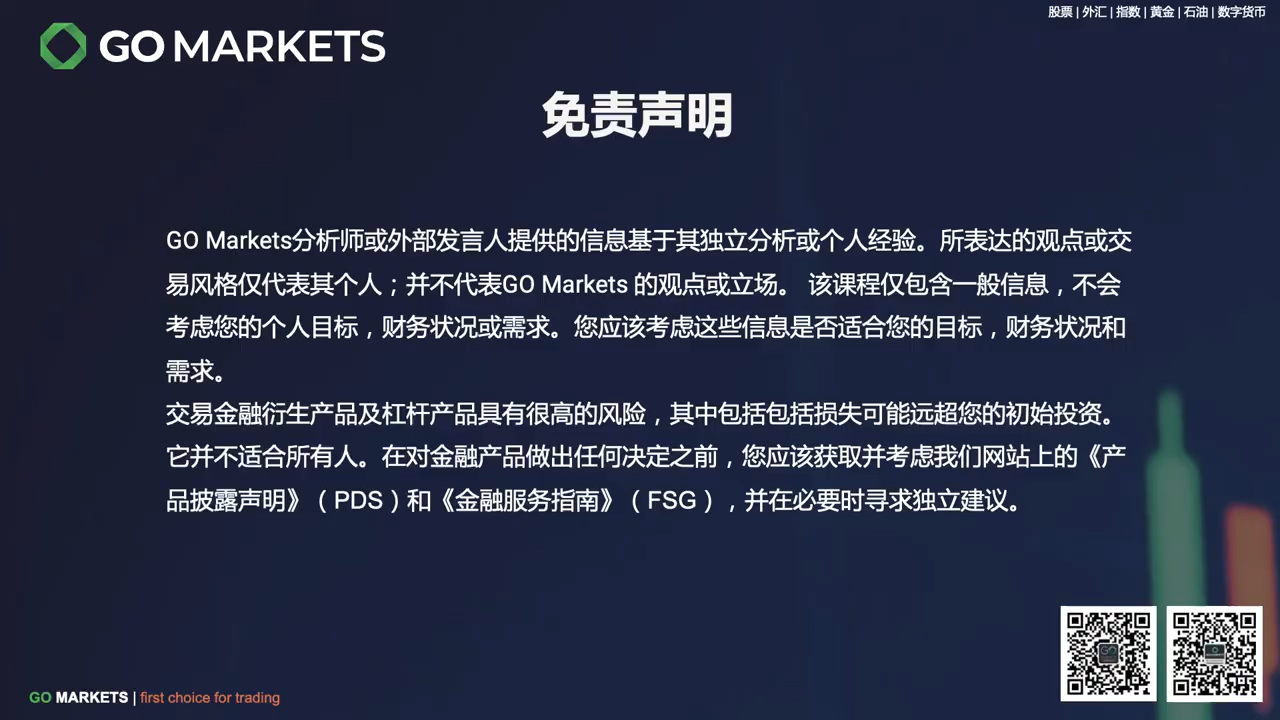 股票 | 外汇 | 指数 | 黄金 | 石油 | 数字货币
GO MARKETS
免责声明
GO Markets分析师或外部发言人提供的信息基于其独立分析或个人经验。所表达的观点或交
易风格仅代表其个人；并不代表GO Markets 的观点或立场。 该课程仅包含一般信息，不会
考虑您的个人目标，财务状况或需求。您应该考虑这些信息是否适合您的目标，财务状况和
需求。
交易金融衍生产品及杠杆产品具有很高的风险，其中包括包括损失可能远超您的初始投资。
它并不适合所有人。在对金融产品做出任何决定之前，您应该获取并考虑我们网站上的《产
品披露声明》（PDS）和《金融服务指南》（FSG），并在必要时寻求独立建议。
GO MARKETS | first choice for trading